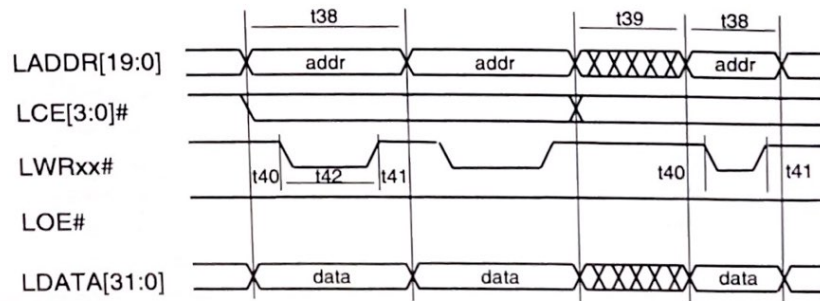 t38 t39 t38
LADDR[19:0] addr addr addr
LCE[3:0]#
LWRxx# t40 t42 t41 t40 t41
LOE#
LDATA[31:0] data data data